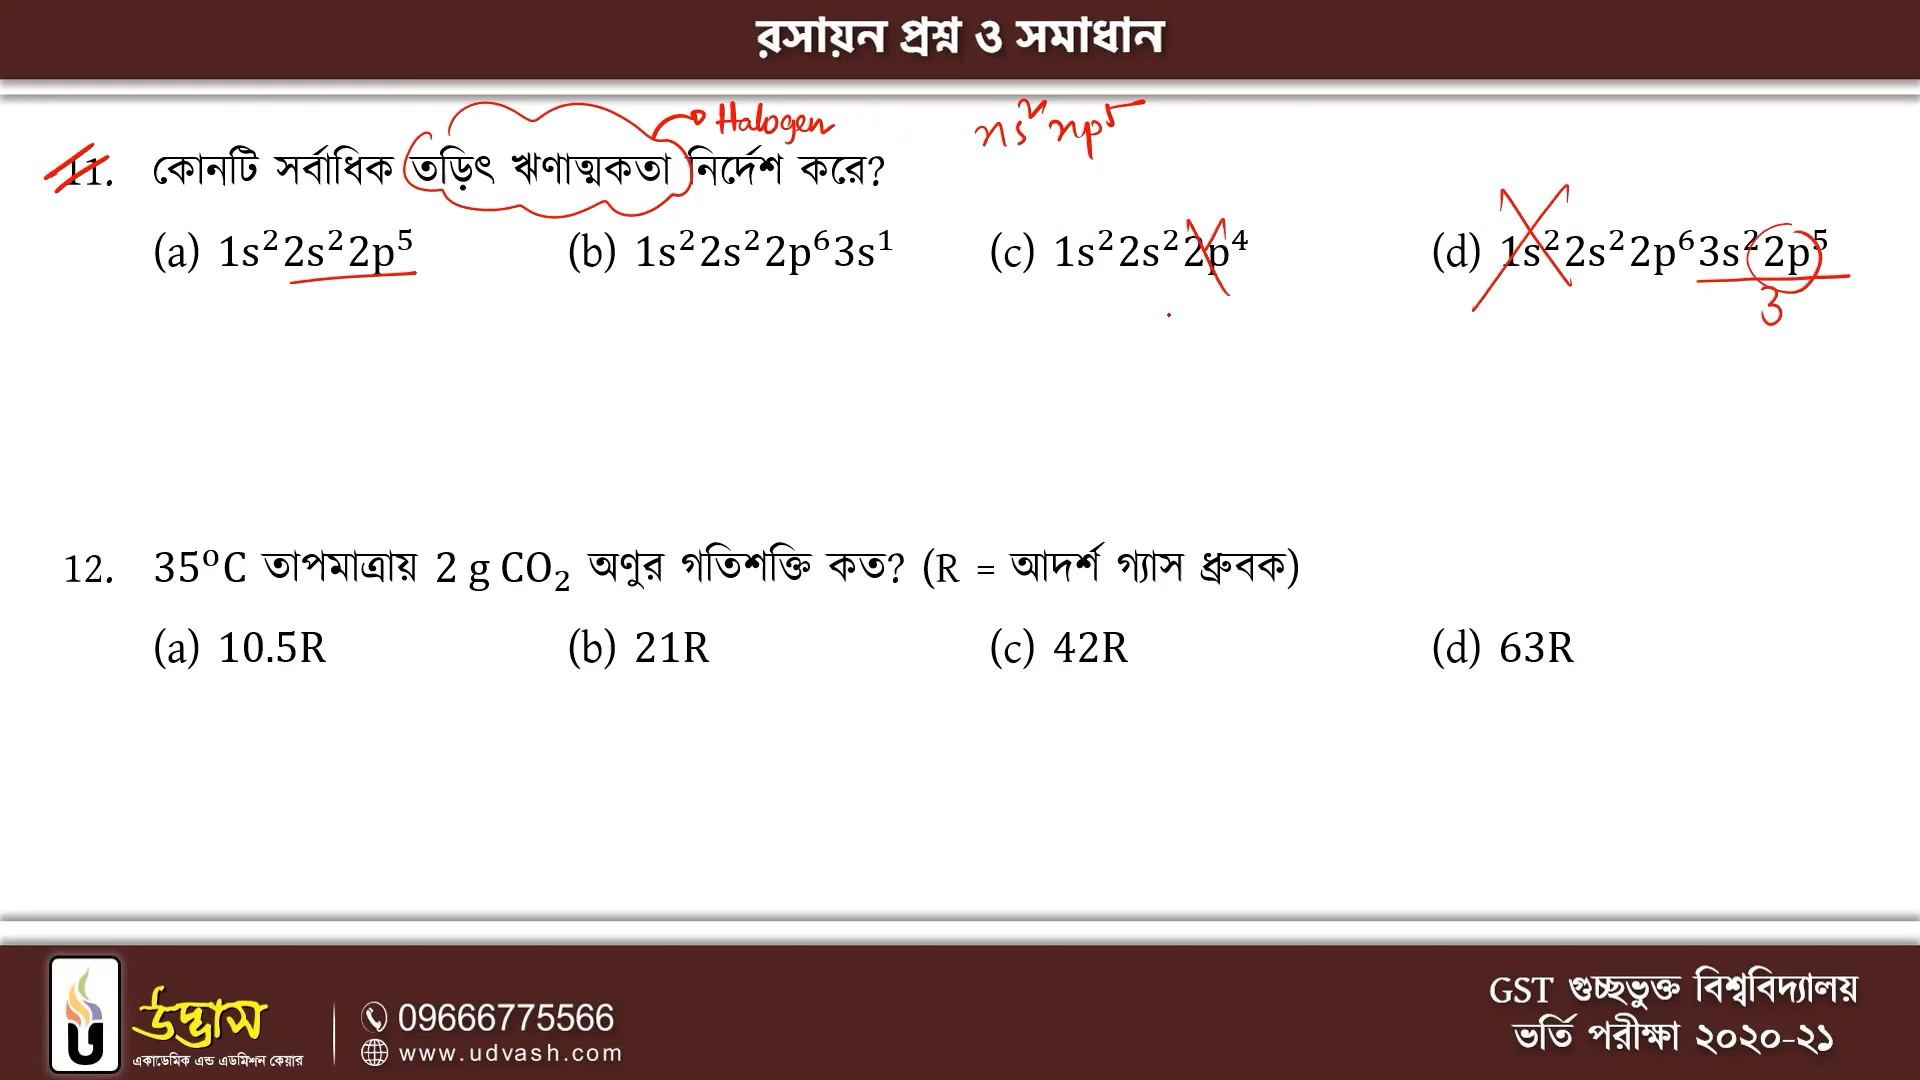 রসায়ন প্রশ্ন ও সমাধান
Halogen
ns² np⁵
11. কোনটি সর্বাধিক তড়িৎ ঋণাত্মকতা নির্দেশ করে?
(a) 1s²2s²2p⁵ (b) 1s²2s²2p⁶3s¹ (c) 1s²2s²2p⁴ (d) 1s²2s²2p⁶3s²2p⁵
3
12. 35°C তাপমাত্রায় 2 g CO₂ অণুর গতিশক্তি কত? (R = আদর্শ গ্যাস ধ্রুবক)
(a) 10.5R (b) 21R (c) 42R (d) 63R
উদ্ভাস
একাডেমিক এন্ড এডমিশন কেয়ার
09666775566
www.udvash.com
GST গুচ্ছভুক্ত বিশ্ববিদ্যালয়
ভর্তি পরীক্ষা ২০২০-২১